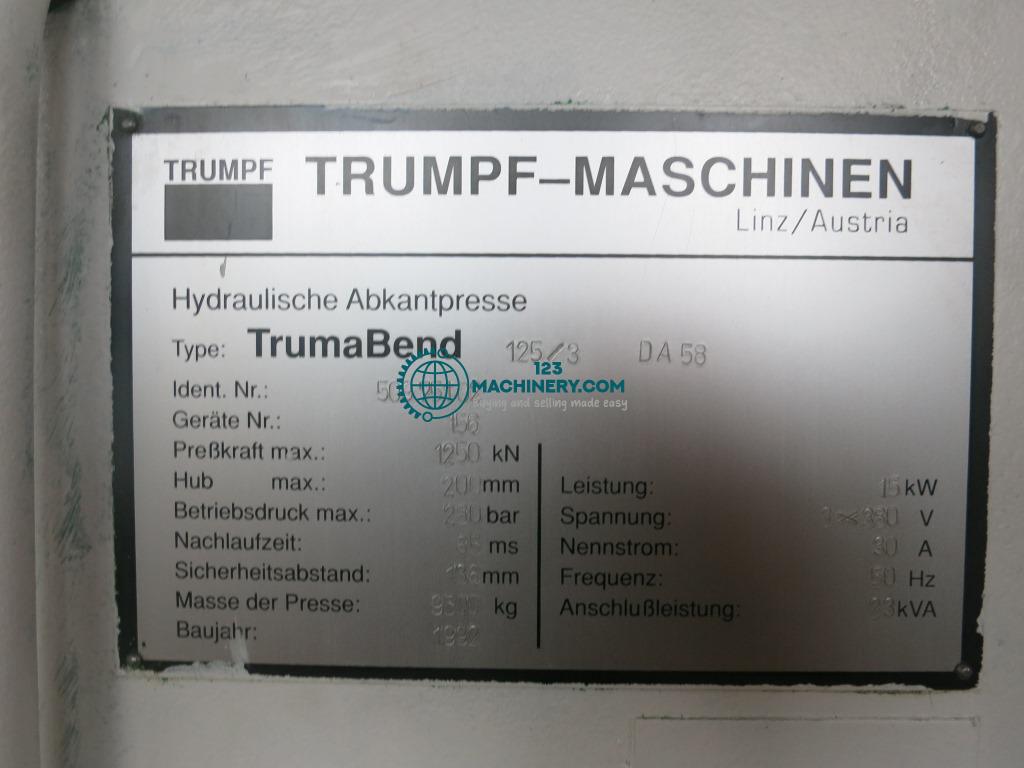 TRUMPF
TRUMPF–MASCHINEN
Linz/Austria
Hydraulische Abkantpresse
Type: TrumaBend 125/3 DA 58
Ident. Nr.:
Geräte Nr.: 156
Preßkraft max.: 1250 kN
Hub max.: 200 mm
Betriebsdruck max.: bar
Nachlaufzeit: ms
Sicherheitsabstand: mm
Masse der Presse: kg
Baujahr: 1992
Leistung: 15 kW
Spannung: V
Nennstrom: 30 A
Frequenz: 50 Hz
Anschlußleistung: 23 kVA
123
MACHINERY.COM
buying and selling made easy